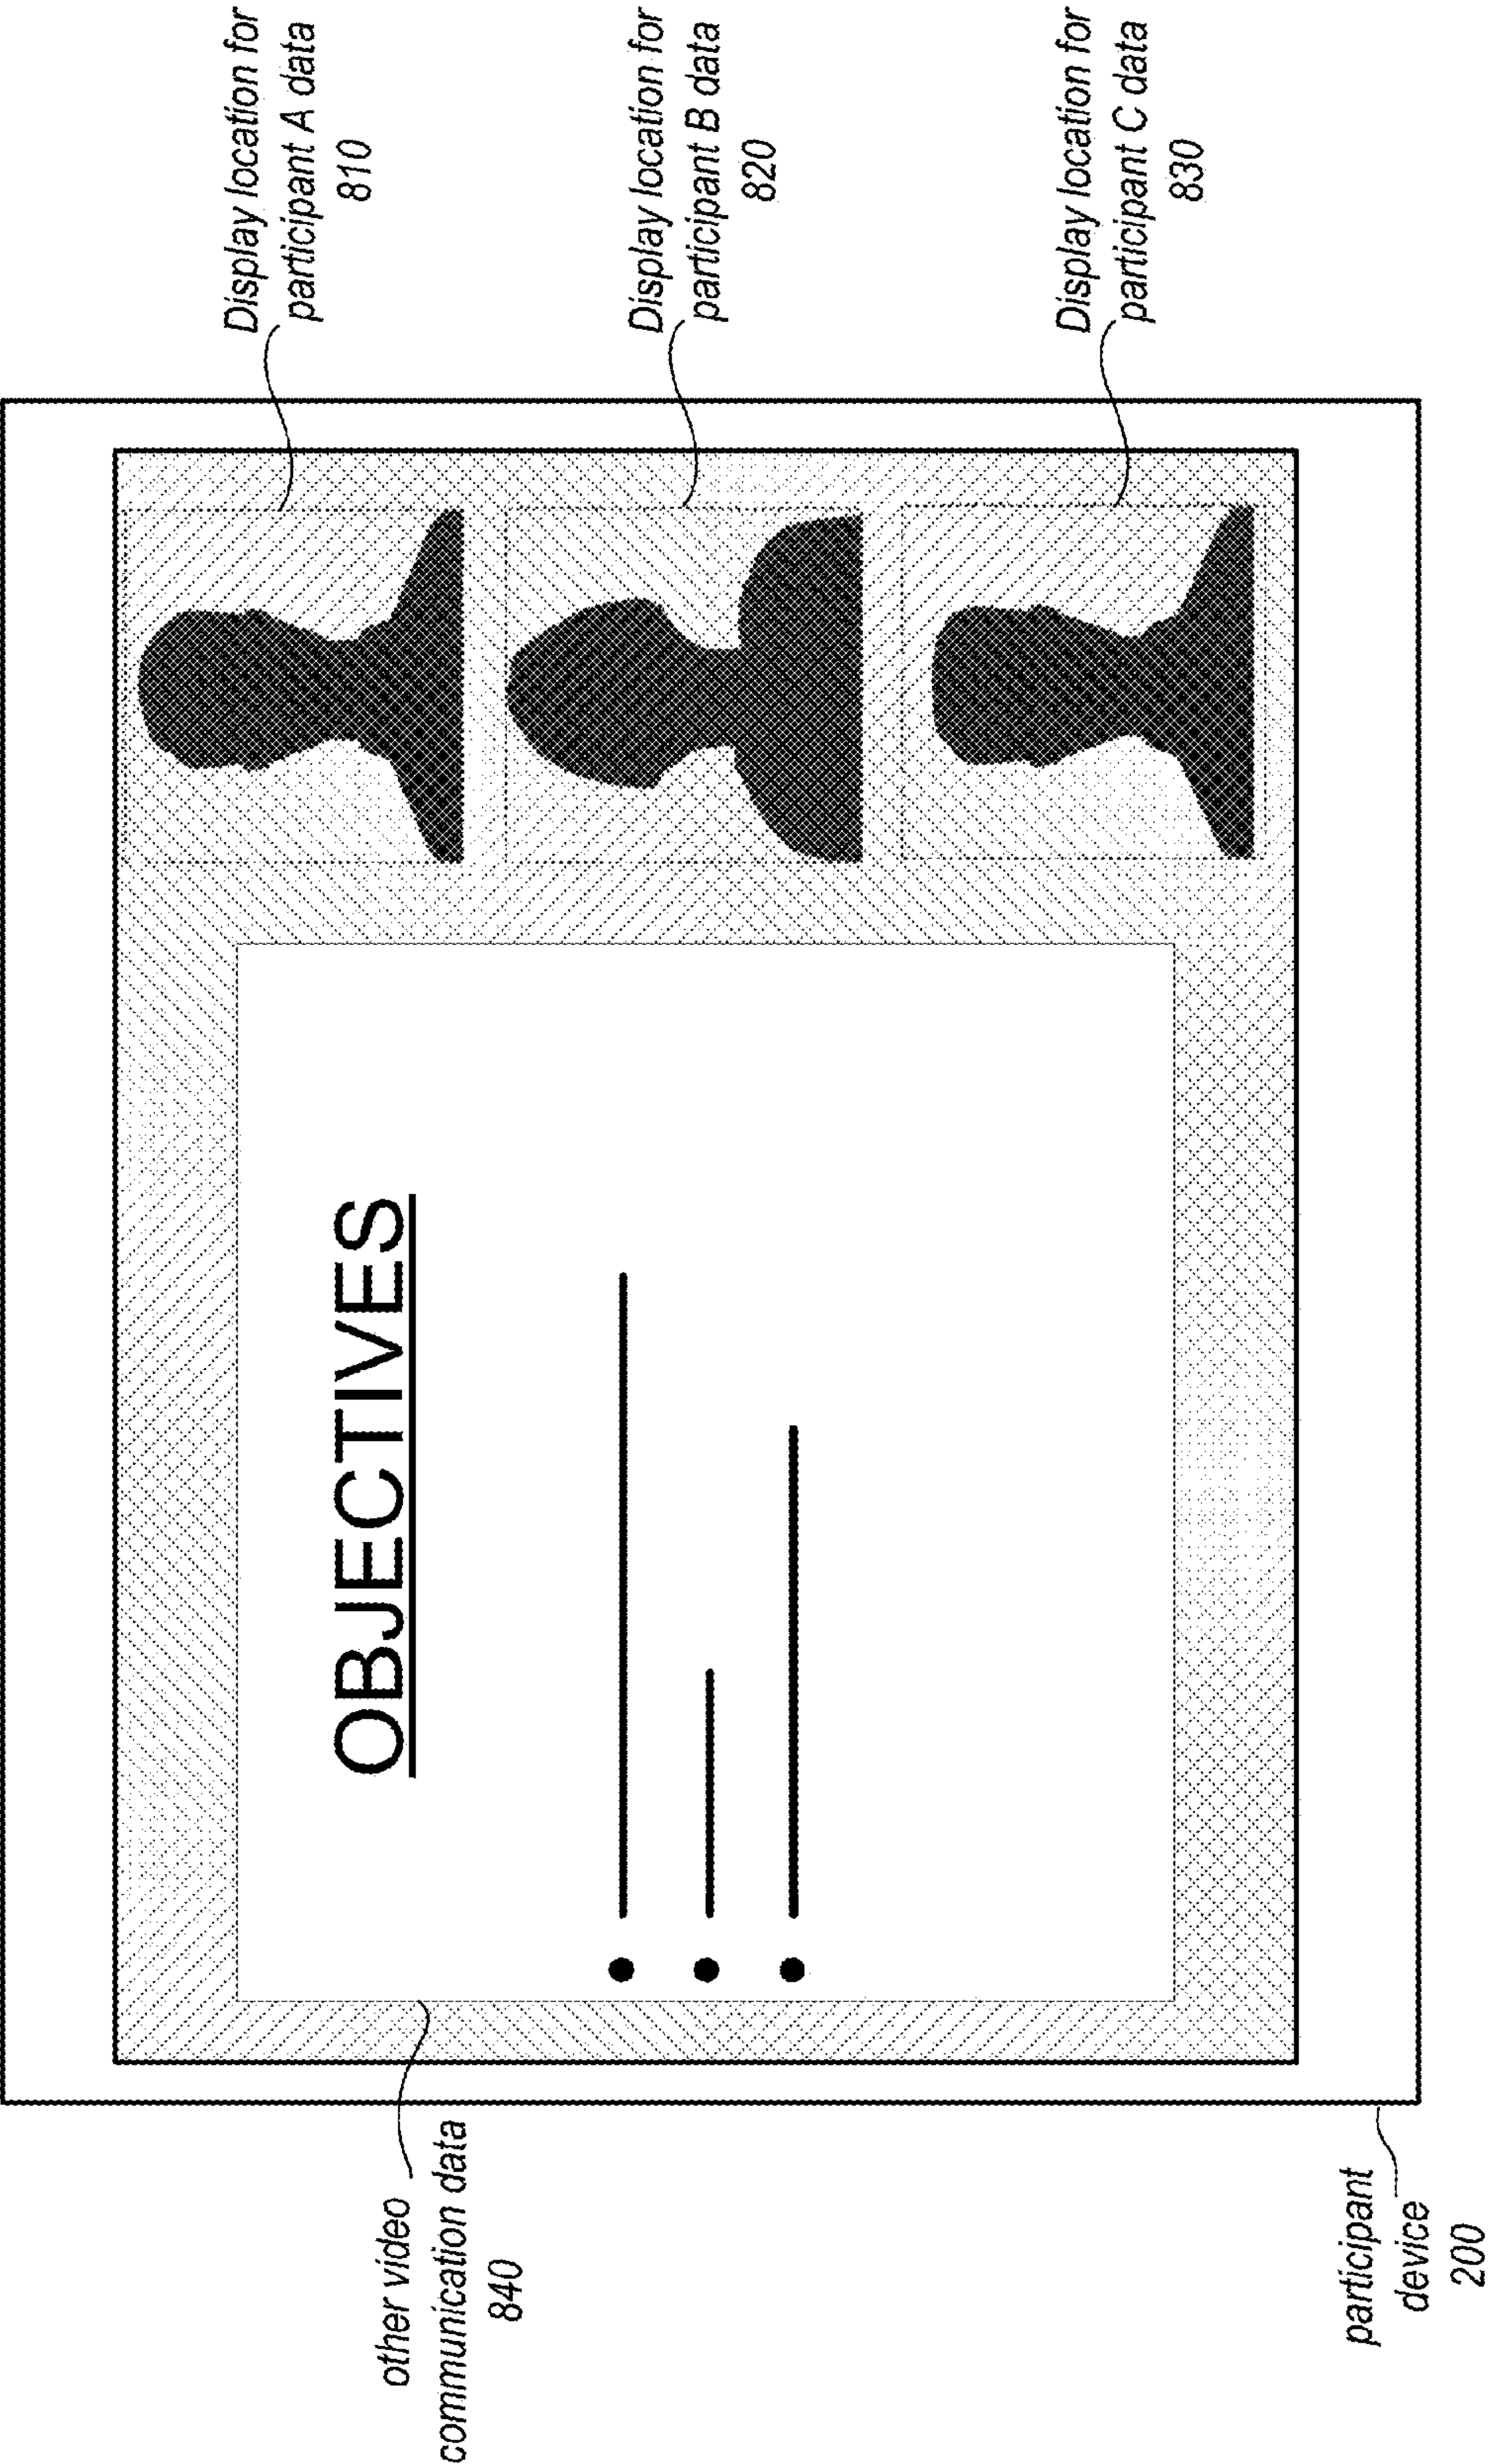 Display location for
participant A data
810
Display location for
participant B data
820
Display location for
participant C data
830
OBJECTIVES
other video
communication data
840
participant
device
200